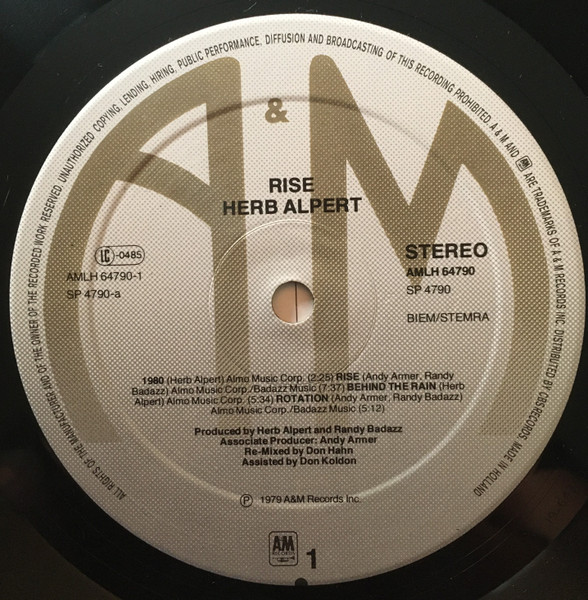 ALL RIGHTS OF THE MANUFACTURER AND OF THE OWNER OF THE RECORDED WORK RESERVED. UNAUTHORIZED COPYING, LENDING, HIRING, PUBLIC PERFORMANCE, DIFFUSION AND BROADCASTING OF THIS RECORDING PROHIBITED. A & M AND AM ARE TRADEMARKS OF A & M RECORDS INC. DISTRIBUTED BY CBS RECORDS. MADE IN HOLLAND
A & M
RISE
HERB ALPERT
LC-0485
AMLH 64790-1
SP 4790-a
STEREO
AMLH 64790
SP 4790
BIEM/STEMRA
1980 (Herb Alpert) Almo Music Corp. (2:25) RISE (Andy Armer, Randy
Badazz) Almo Music Corp./Badazz Music (7:37) BEHIND THE RAIN (Herb
Alpert) Almo Music Corp. (5:34) ROTATION (Andy Armer, Randy Badazz)
Almo Music Corp./Badazz Music (5:12)
Produced by Herb Alpert and Randy Badazz
Associate Producer: Andy Armer
Re-Mixed by Don Hahn
Assisted by Don Koldon
Ⓟ 1979 A&M Records Inc.
AM
RECORDS
1